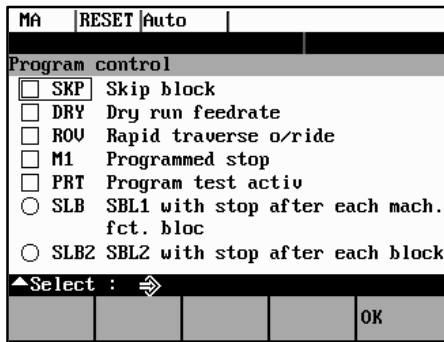 MA RESET Auto
Program control
SKP Skip block
DRY Dry run feedrate
ROV Rapid traverse o/ride
M1 Programmed stop
PRT Program test activ
SLB SBL1 with stop after each mach.
fct. bloc
SLB2 SBL2 with stop after each block
Select :
OK